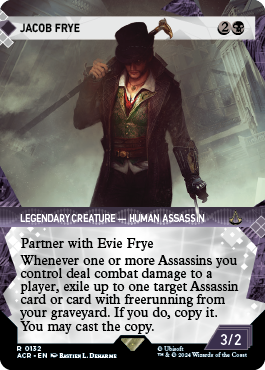 JACOB FRYE 2
LEGENDARY CREATURE — HUMAN ASSASSIN
Partner with Evie Frye
Whenever one or more Assassins you
control deal combat damage to a
player, exile up to one target Assassin
card or card with freerunning from
your graveyard. If you do, copy it.
You may cast the copy.
3/2
R 0132
ACR • EN Bastien L. Deharme
© Ubisoft
™ & © 2024 Wizards of the Coast